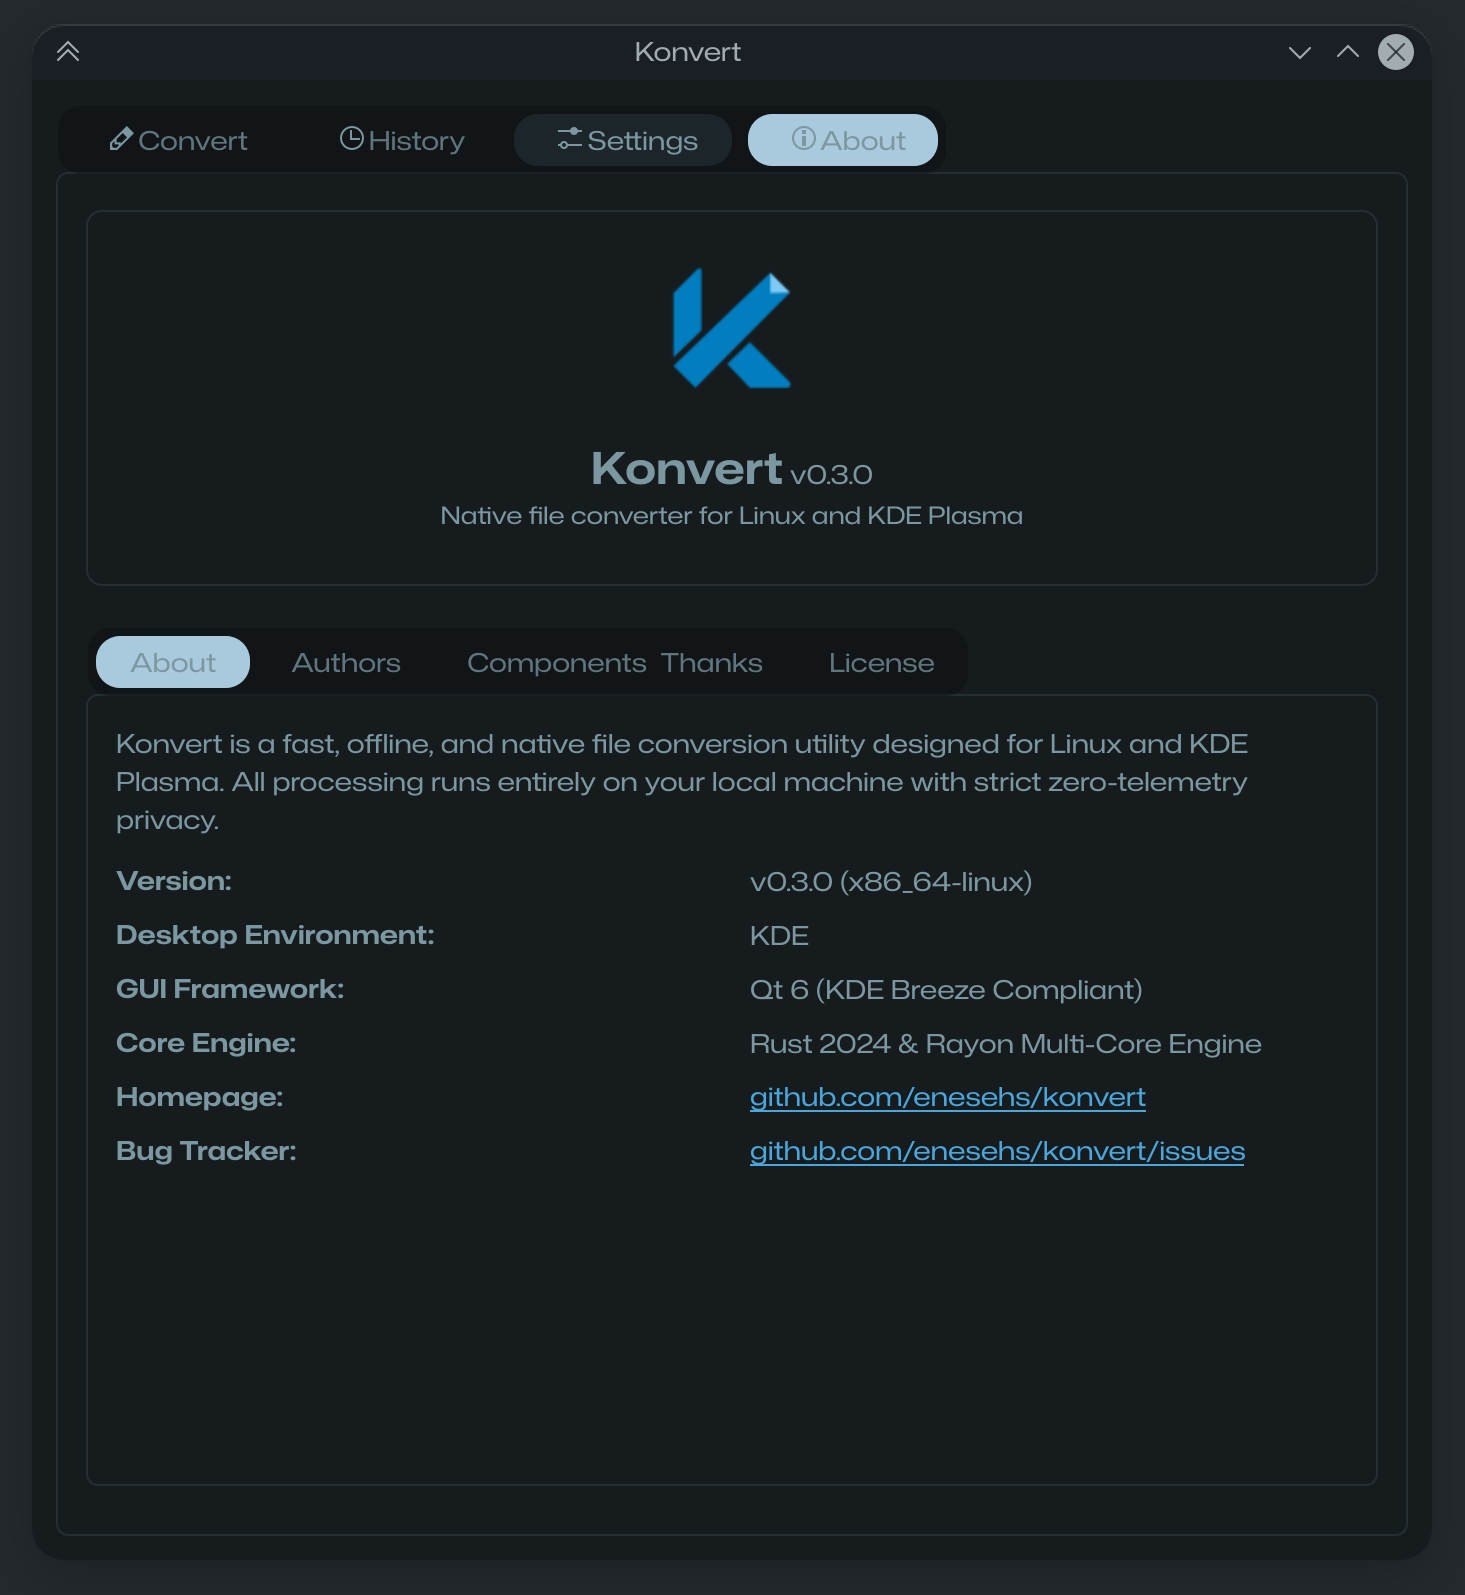 Konvert
Convert
History
Settings
About
Konvert v0.3.0
Native file converter for Linux and KDE Plasma
About
Authors
Components
Thanks
License
Konvert is a fast, offline, and native file conversion utility designed for Linux and KDE
Plasma. All processing runs entirely on your local machine with strict zero-telemetry
privacy.
Version: v0.3.0 (x86_64-linux)
Desktop Environment: KDE
GUI Framework: Qt 6 (KDE Breeze Compliant)
Core Engine: Rust 2024 & Rayon Multi-Core Engine
Homepage: github.com/enesehs/konvert
Bug Tracker: github.com/enesehs/konvert/issues